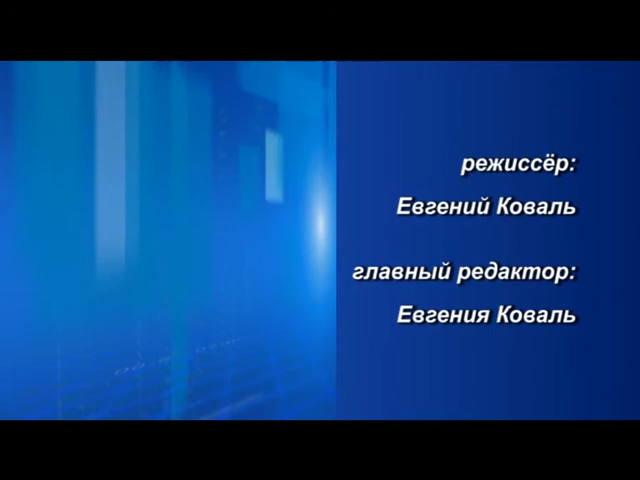 режиссёр:
Евгений Коваль
главный редактор:
Евгения Коваль